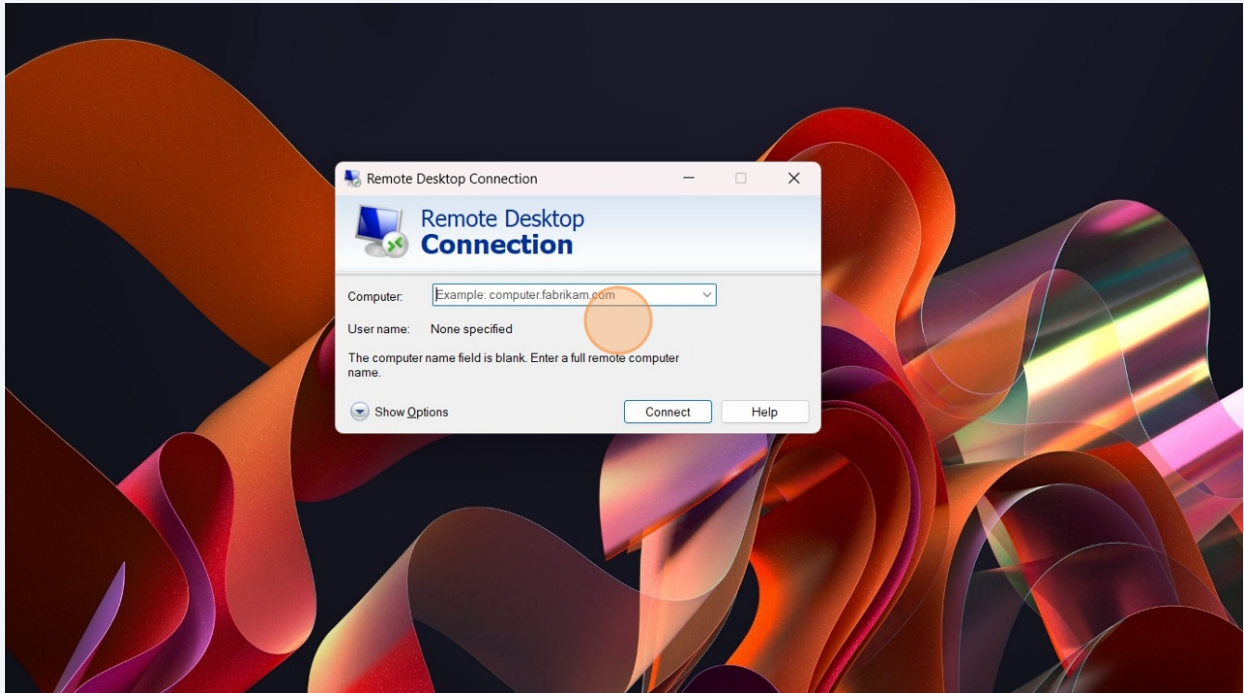 Remote Desktop Connection
Remote Desktop
Connection
Computer: Example: computer.fabrikam.com
User name: None specified
The computer name field is blank. Enter a full remote computer
name.
Show Options Connect Help